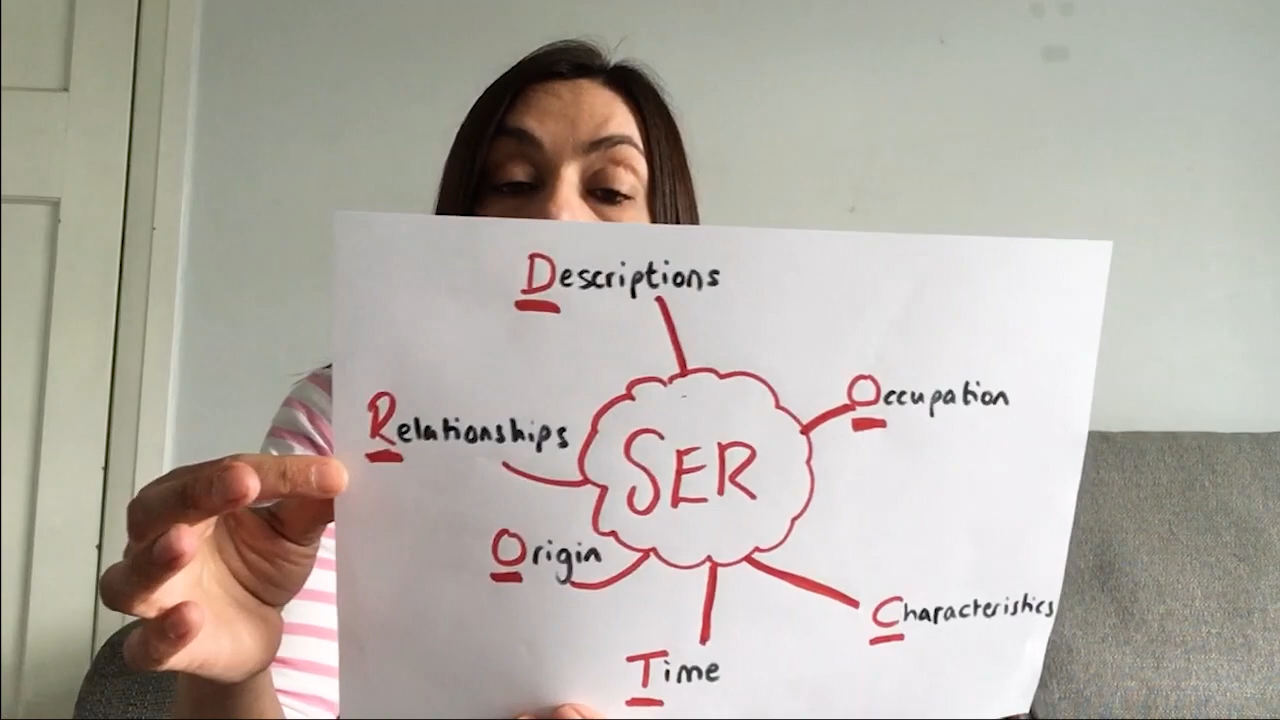 Descriptions
Occupation
Relationships
SER
Origin
Characteristics
Time